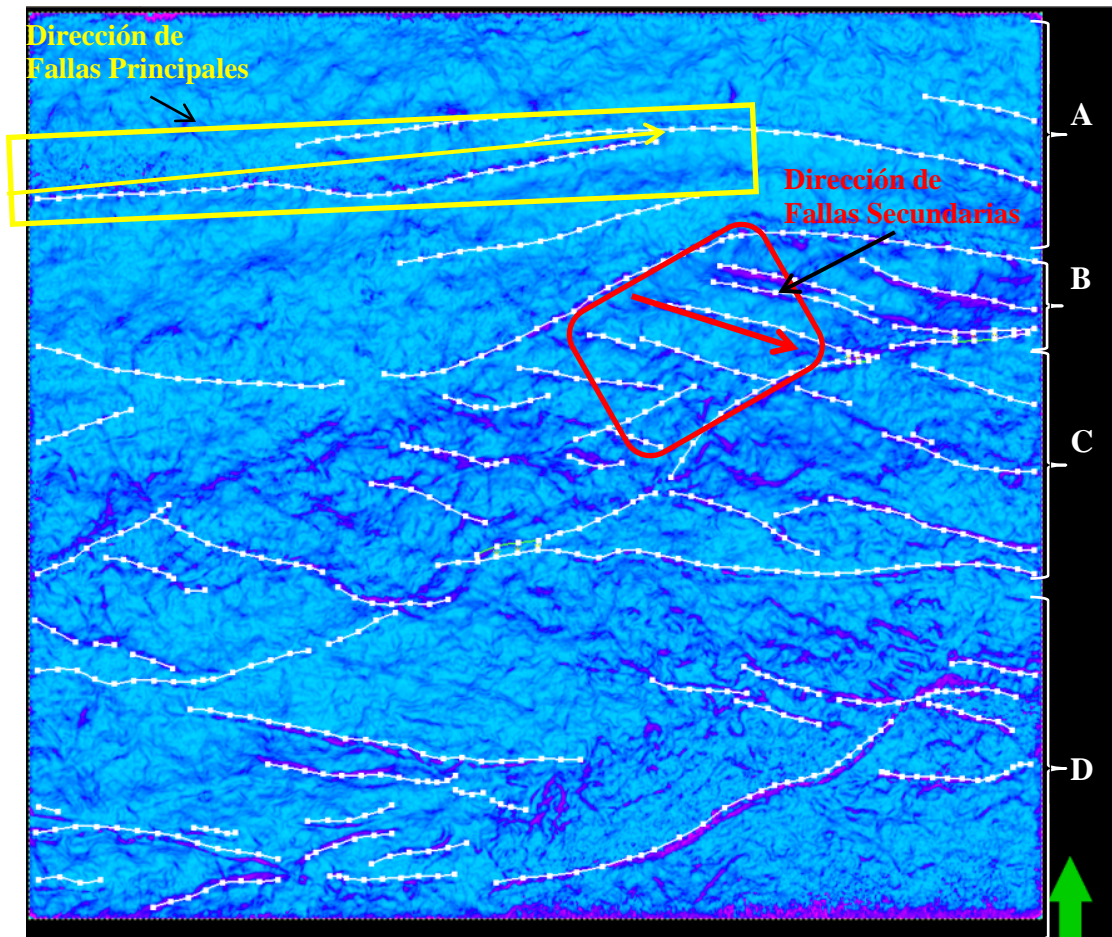 Dirección de
Fallas Principales
A
Dirección de
Fallas Secundarias
B
C
D